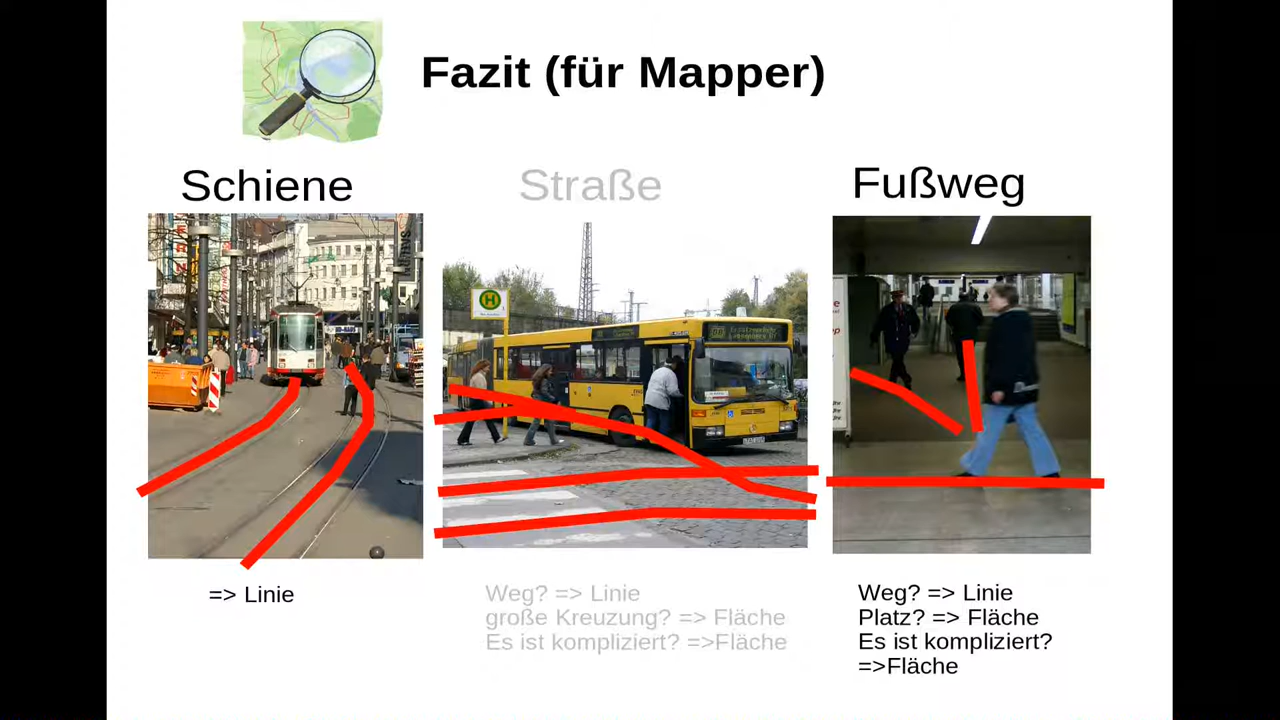 Fazit (für Mapper)
Schiene
Straße
Fußweg
H
=> Linie
Weg? => Linie
große Kreuzung? => Fläche
Es ist kompliziert? =>Fläche
Weg? => Linie
Platz? => Fläche
Es ist kompliziert?
=>Fläche